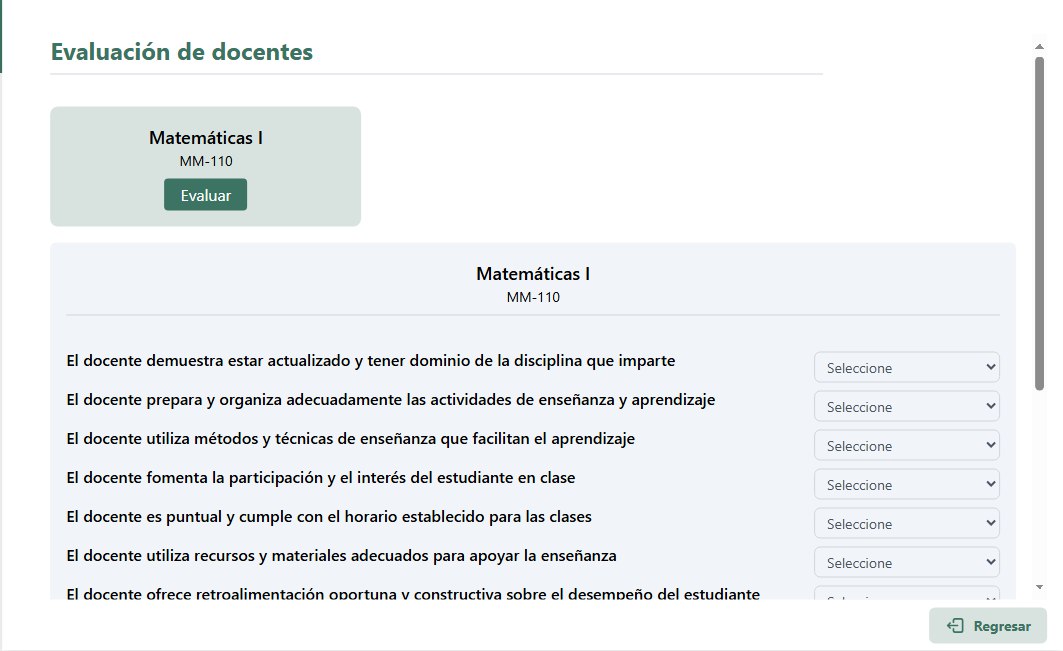 Evaluación de docentes
Matemáticas I
MM-110
Evaluar
Matemáticas I
MM-110
El docente demuestra estar actualizado y tener dominio de la disciplina que imparte
Seleccione
El docente prepara y organiza adecuadamente las actividades de enseñanza y aprendizaje
Seleccione
El docente utiliza métodos y técnicas de enseñanza que facilitan el aprendizaje
Seleccione
El docente fomenta la participación y el interés del estudiante en clase
Seleccione
El docente es puntual y cumple con el horario establecido para las clases
Seleccione
El docente utiliza recursos y materiales adecuados para apoyar la enseñanza
Seleccione
El docente ofrece retroalimentación oportuna y constructiva sobre el desempeño del estudiante
Regresar